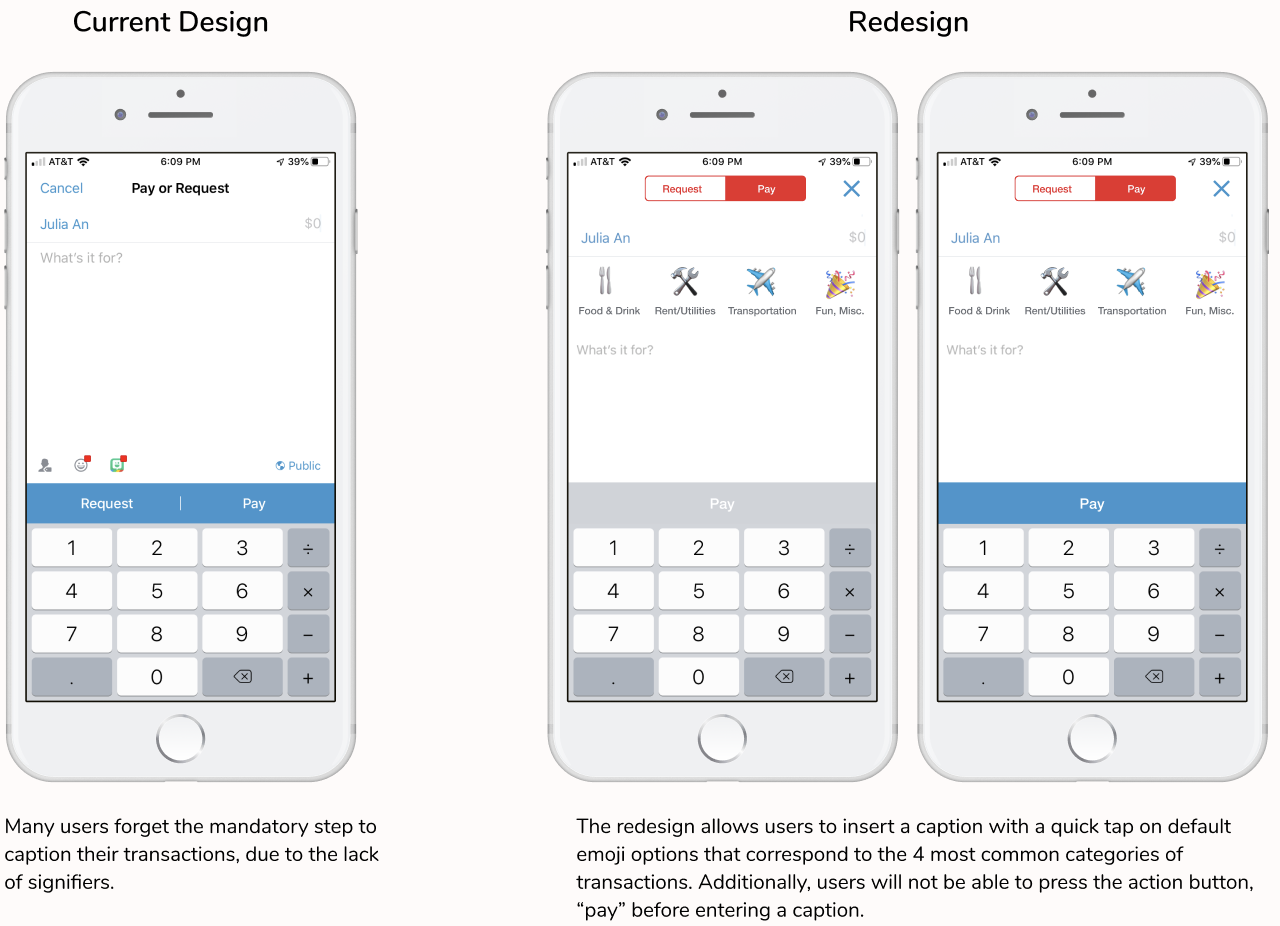 Current Design
AT&T 6:09 PM 39%
Cancel Pay or Request
Julia An $0
What's it for?
Public
Request Pay
1 2 3 ÷
4 5 6 ×
7 8 9 −
. 0 +
Many users forget the mandatory step to
caption their transactions, due to the lack
of signifiers.
Redesign
AT&T 6:09 PM 39%
Request Pay
Julia An $0
Food & Drink Rent/Utilities Transportation Fun, Misc.
What's it for?
Pay
1 2 3 ÷
4 5 6 ×
7 8 9 −
. 0 +
AT&T 6:09 PM 39%
Request Pay
Julia An $0
Food & Drink Rent/Utilities Transportation Fun, Misc.
What's it for?
Pay
1 2 3 ÷
4 5 6 ×
7 8 9 −
. 0 +
The redesign allows users to insert a caption with a quick tap on default
emoji options that correspond to the 4 most common categories of
transactions. Additionally, users will not be able to press the action button,
“pay” before entering a caption.